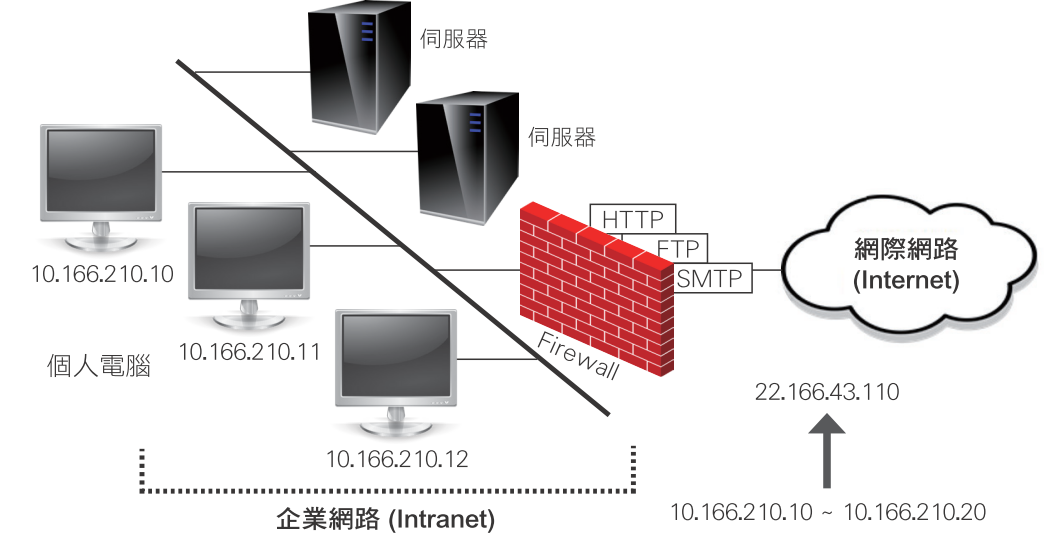 伺服器
伺服器
HTTP
FTP
SMTP
網際網路
(Internet)
10.166.210.10
10.166.210.11
個人電腦
Firewall
22.166.43.110
10.166.210.12
企業網路 (Intranet)
10.166.210.10 ~ 10.166.210.20